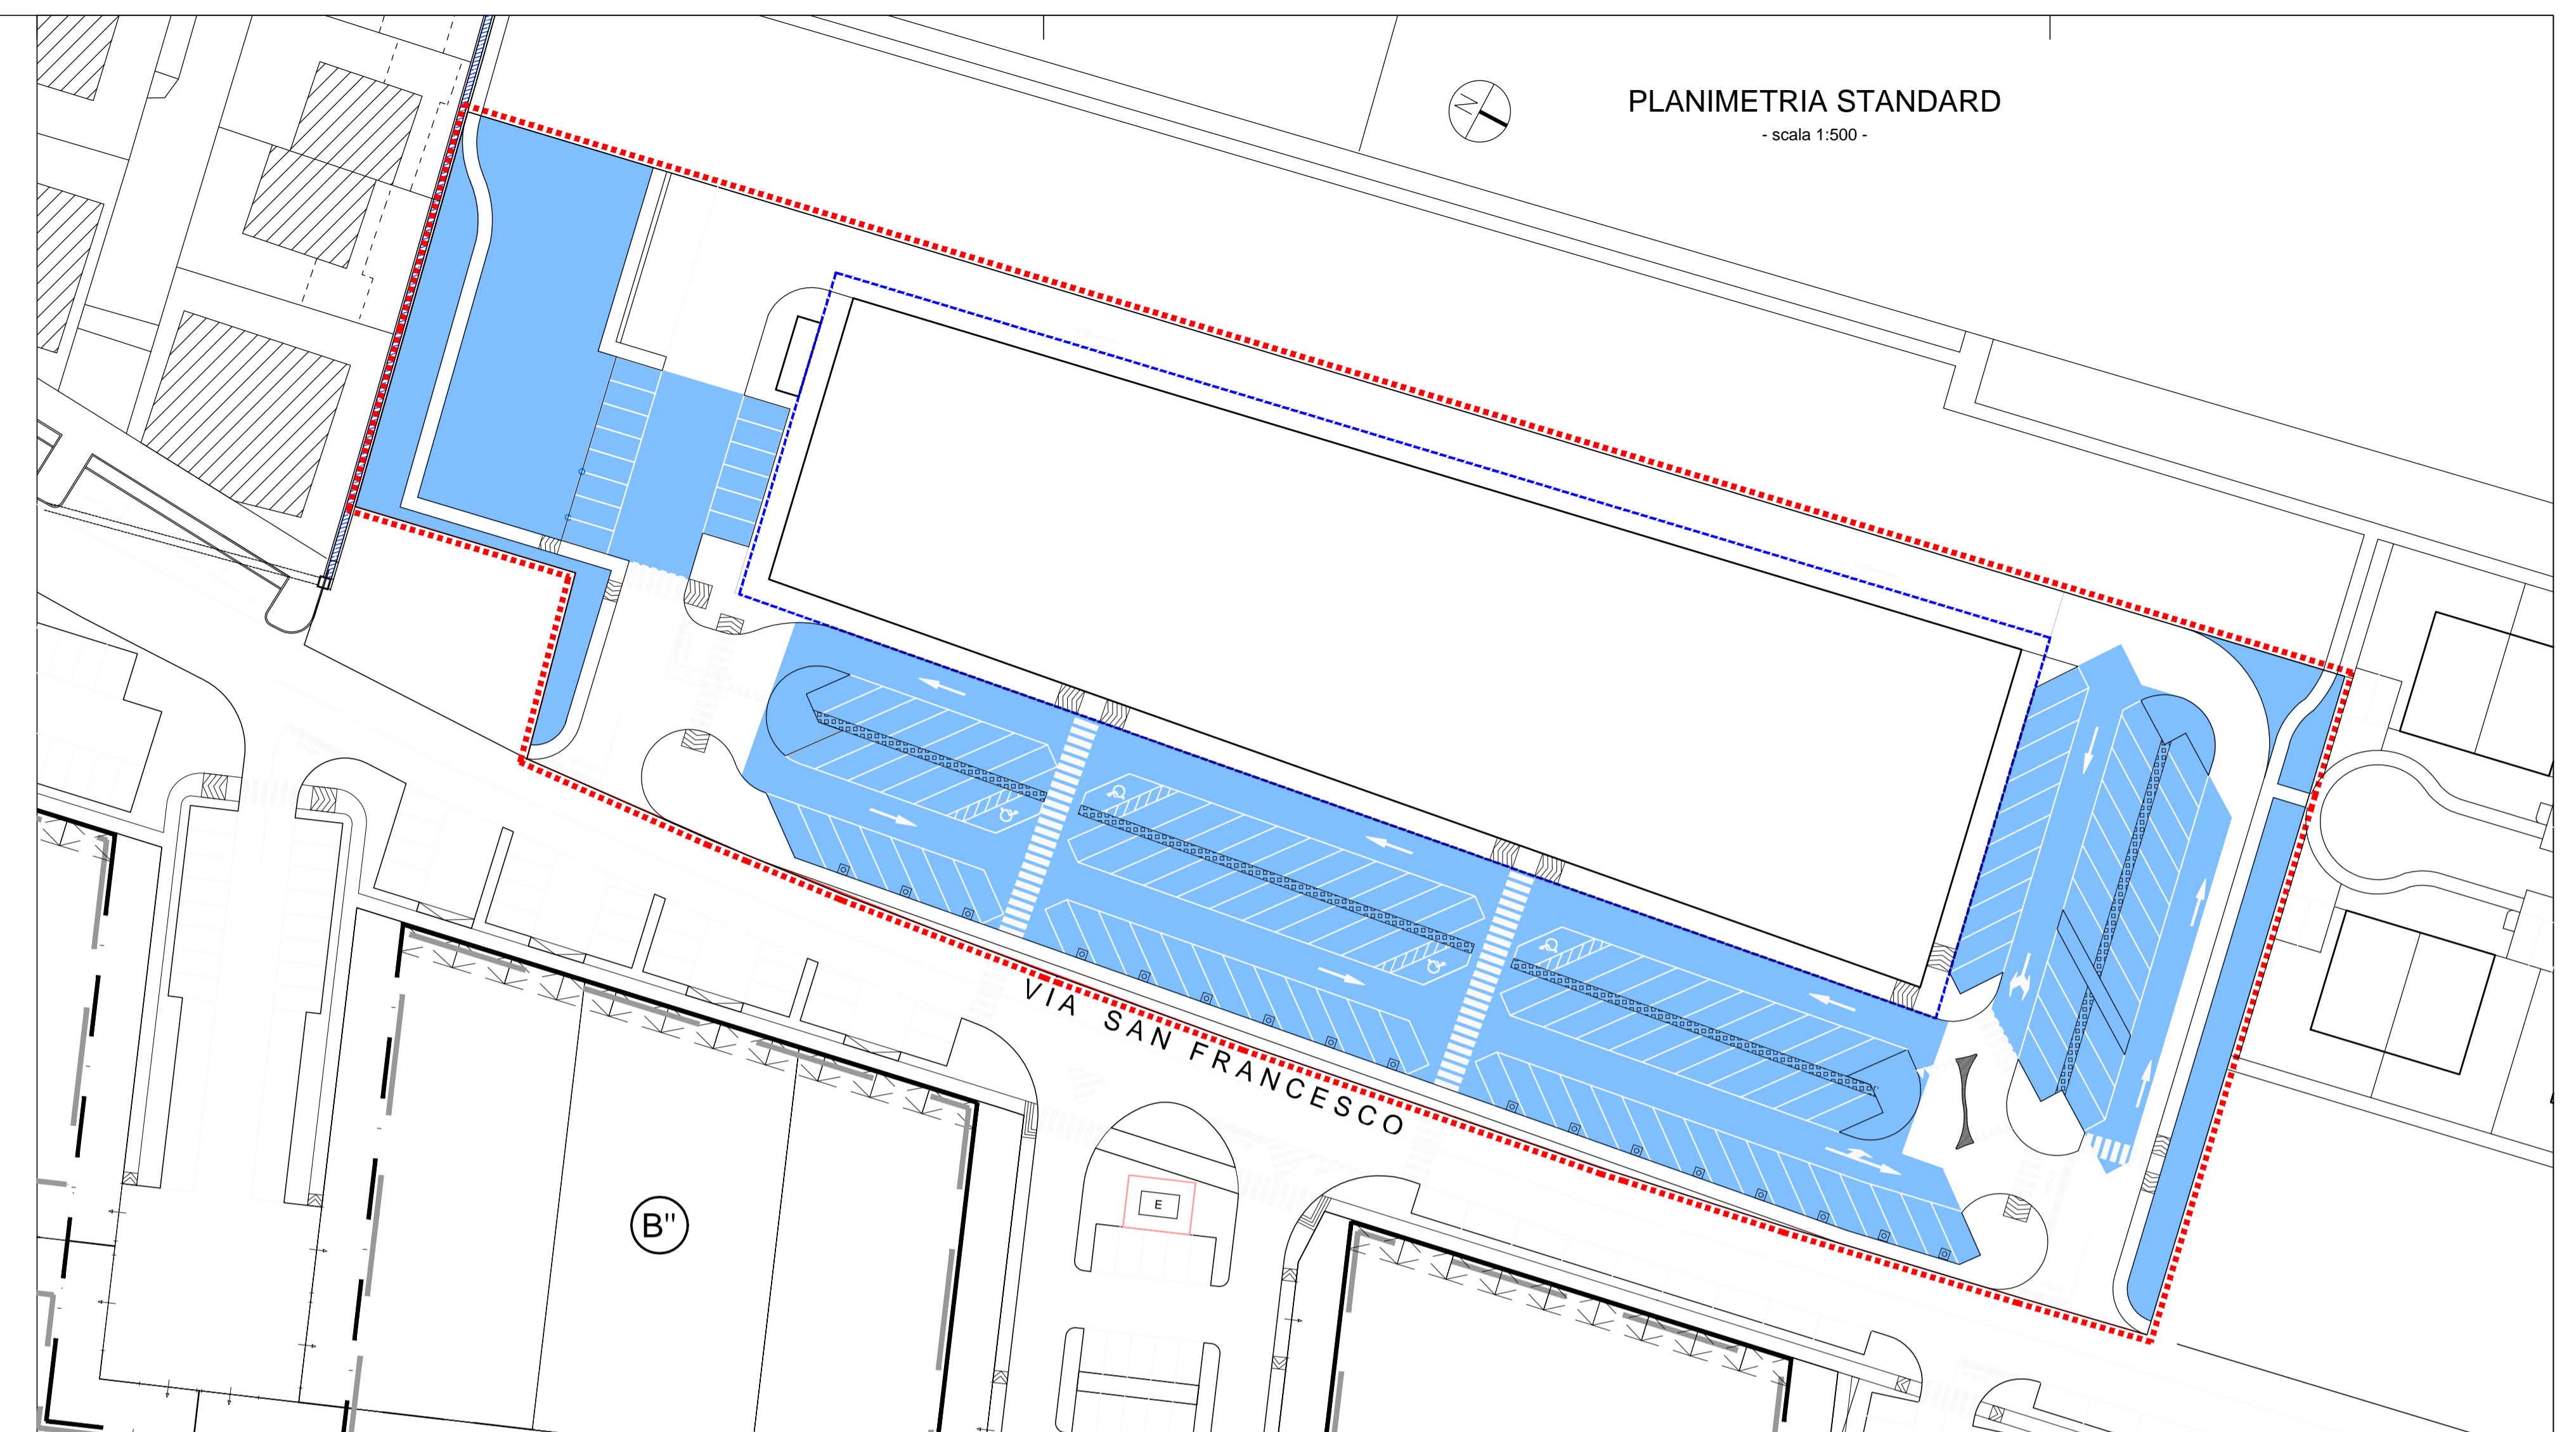 PLANIMETRIA STANDARD
- scala 1:500 -
N
VIA SAN FRANCESCO
E
B"